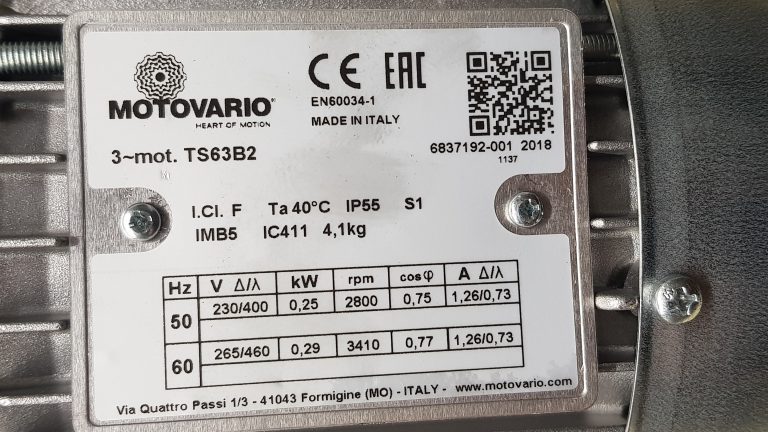 MOTOVARIO®
HEART OF MOTION
CE EAC
EN60034-1
MADE IN ITALY
3~mot. TS63B2
6837192-001 2018
1137
I.Cl. F Ta 40°C IP55 S1
IMB5 IC411 4,1kg
Hz V Δ/λ kW rpm cosφ A Δ/λ
50 230/400 0,25 2800 0,75 1,26/0,73
60 265/460 0,29 3410 0,77 1,26/0,73
Via Quattro Passi 1/3 - 41043 Formigine (MO) - ITALY - www.motovario.com